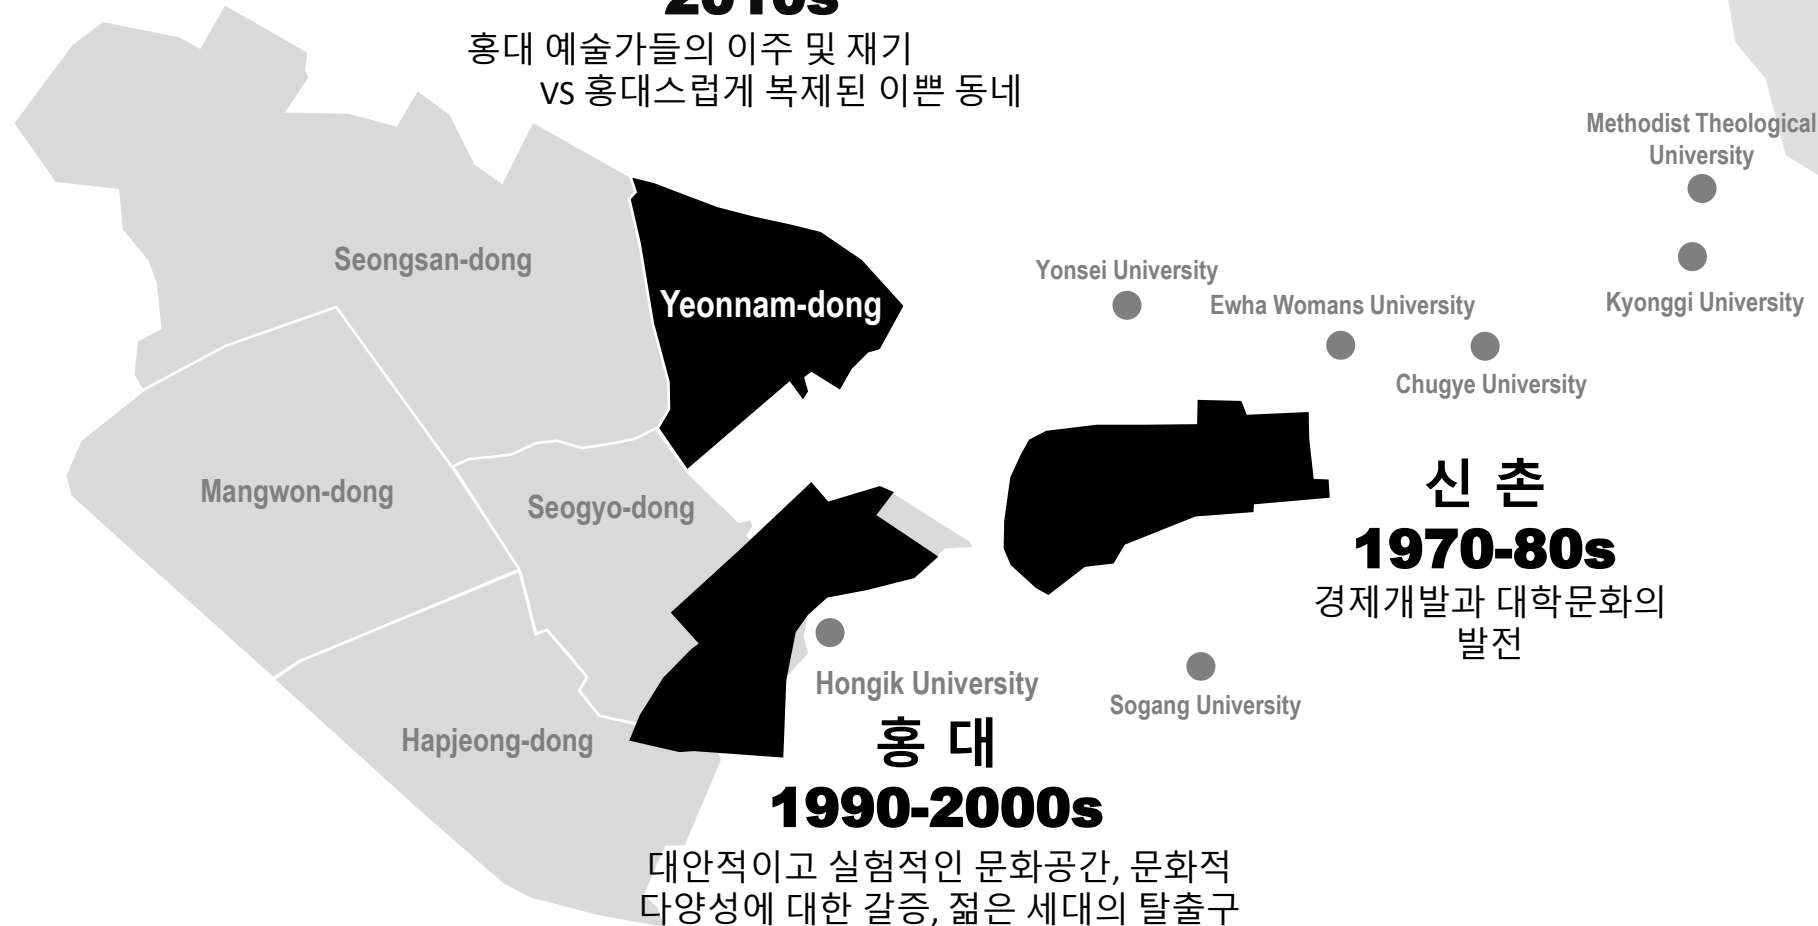 2010s
홍대 예술가들의 이주 및 재기
vs 홍대스럽게 복제된 이쁜 동네
Methodist Theological
University
Seongsan-dong
Yeonnam-dong
Yonsei University
Ewha Womans University
Kyonggi University
Chugye University
Mangwon-dong
Seogyo-dong
신 촌
1970-80s
경제개발과 대학문화의
발전
Hongik University
Sogang University
Hapjeong-dong
홍 대
1990-2000s
대안적이고 실험적인 문화공간, 문화적
다양성에 대한 갈증, 젊은 세대의 탈출구